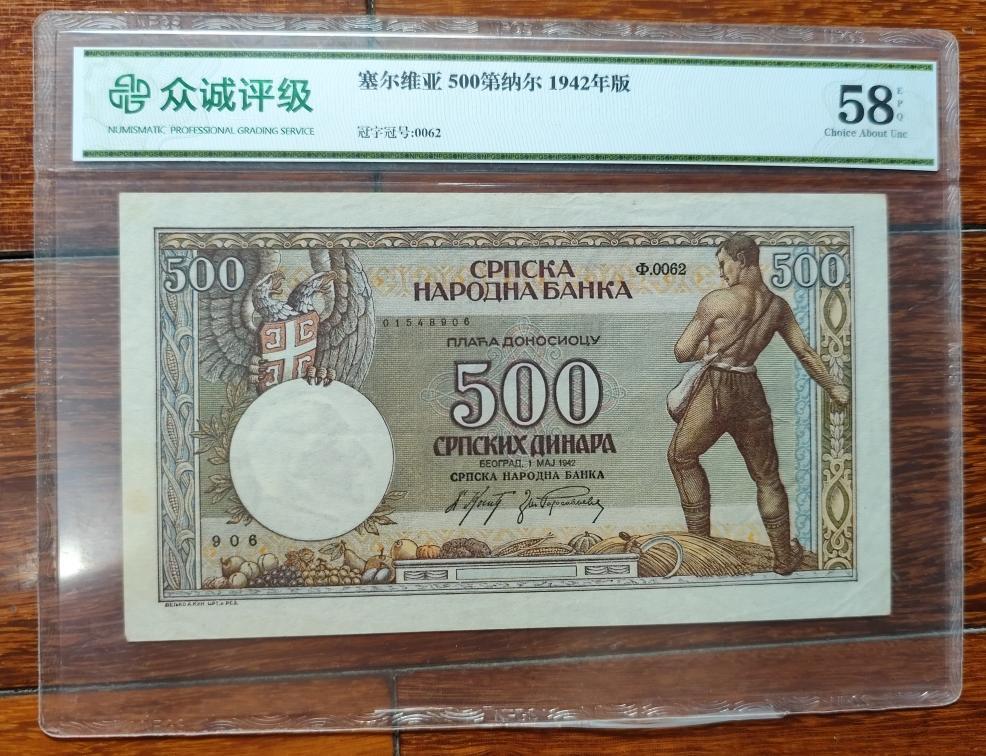 众诚评级
NUMISMATIC PROFESSIONAL GRADING SERVICE
塞尔维亚 500第纳尔 1942年版
冠字冠号:0062
58 EPQ
Choice About Unc
500
СРПСКА
НАРОДНА БАНКА
Ф.0062
500
01548906
ПЛАЋА ДОНОСИОЦУ
500
СРПСКИХ ДИНАРА
БЕОГРАД, 1 МАЈ 1942
СРПСКА НАРОДНА БАНКА
906